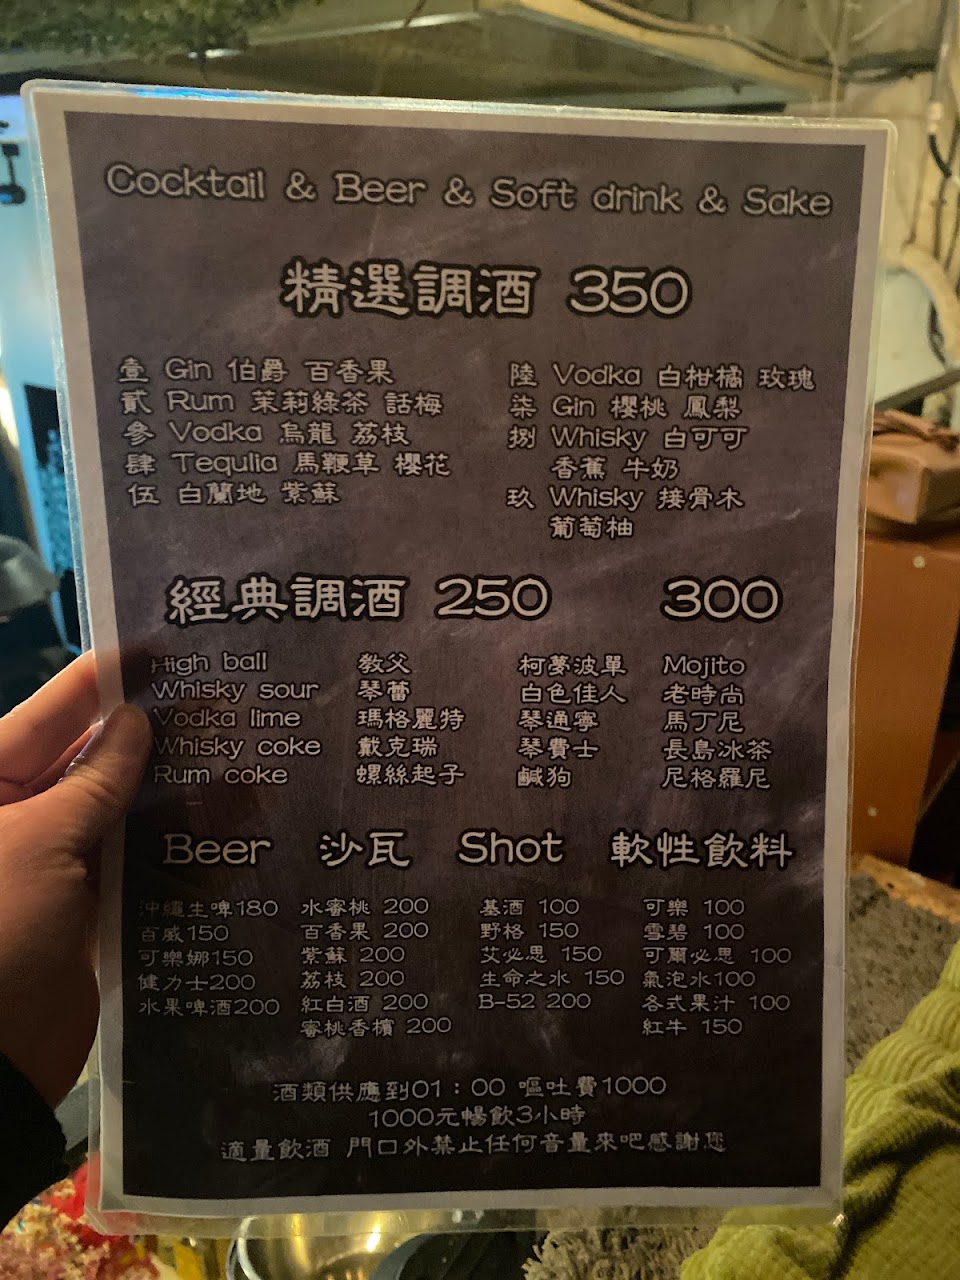 Cocktail & Beer & Soft drink & Sake
精選調酒 350
壹 Gin 伯爵 百香果
貳 Rum 茉莉綠茶 話梅
參 Vodka 烏龍 荔枝
肆 Tequlia 馬鞭草 櫻花
伍 白蘭地 紫蘇
陸 Vodka 白柑橘 玫瑰
柒 Gin 櫻桃 鳳梨
捌 Whisky 白可可
香蕉 牛奶
玖 Whisky 接骨木
葡萄柚
經典調酒 250 300
High ball 教父 柯夢波單 Mojito
Whisky sour 琴蕾 白色佳人 老時尚
Vodka lime 瑪格麗特 琴通寧 馬丁尼
Whisky coke 戴克瑞 琴費士 長島冰茶
Rum coke 螺絲起子 鹹狗 尼格羅尼
Beer 沙瓦 Shot 軟性飲料
沖繩生啤180 水蜜桃 200 基酒 100 可樂 100
百威150 百香果 200 野格 150 雪碧 100
可樂娜150 紫蘇 200 艾必思 150 可爾必思 100
健力士200 荔枝 200 生命之水 150 氣泡水100
水果啤酒200 紅白酒 200 B-52 200 各式果汁 100
蜜桃香檳 200 紅牛 150
酒類供應到01：00 嘔吐費1000
1000元暢飲3小時
適量飲酒 門口外禁止任何音量來吧感謝您